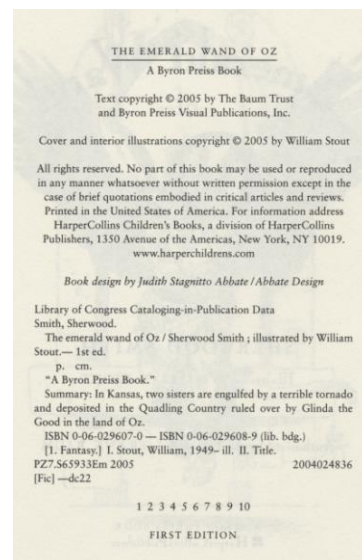 THE EMERALD WAND OF OZ
A Byron Preiss Book
Text copyright © 2005 by The Baum Trust
and Byron Preiss Visual Publications, Inc.
Cover and interior illustrations copyright © 2005 by William Stout
All rights reserved. No part of this book may be used or reproduced
in any manner whatsoever without written permission except in the
case of brief quotations embodied in critical articles and reviews.
Printed in the United States of America. For information address
HarperCollins Children's Books, a division of HarperCollins
Publishers, 1350 Avenue of the Americas, New York, NY 10019.
www.harperchildrens.com
Book design by Judith Stagnitto Abbate / Abbate Design
Library of Congress Cataloging-in-Publication Data
Smith, Sherwood.
The emerald wand of Oz / Sherwood Smith ; illustrated by William
Stout.— 1st ed.
p. cm.
"A Byron Preiss Book."
Summary: In Kansas, two sisters are engulfed by a terrible tornado
and deposited in the Quadling Country ruled over by Glinda the
Good in the land of Oz.
ISBN 0-06-029607-0 — ISBN 0-06-029608-9 (lib. bdg.)
[1. Fantasy.] I. Stout, William, 1949– ill. II. Title.
PZ7.S65933Em 2005 2004024836
[Fic] —dc22
1 2 3 4 5 6 7 8 9 10
FIRST EDITION